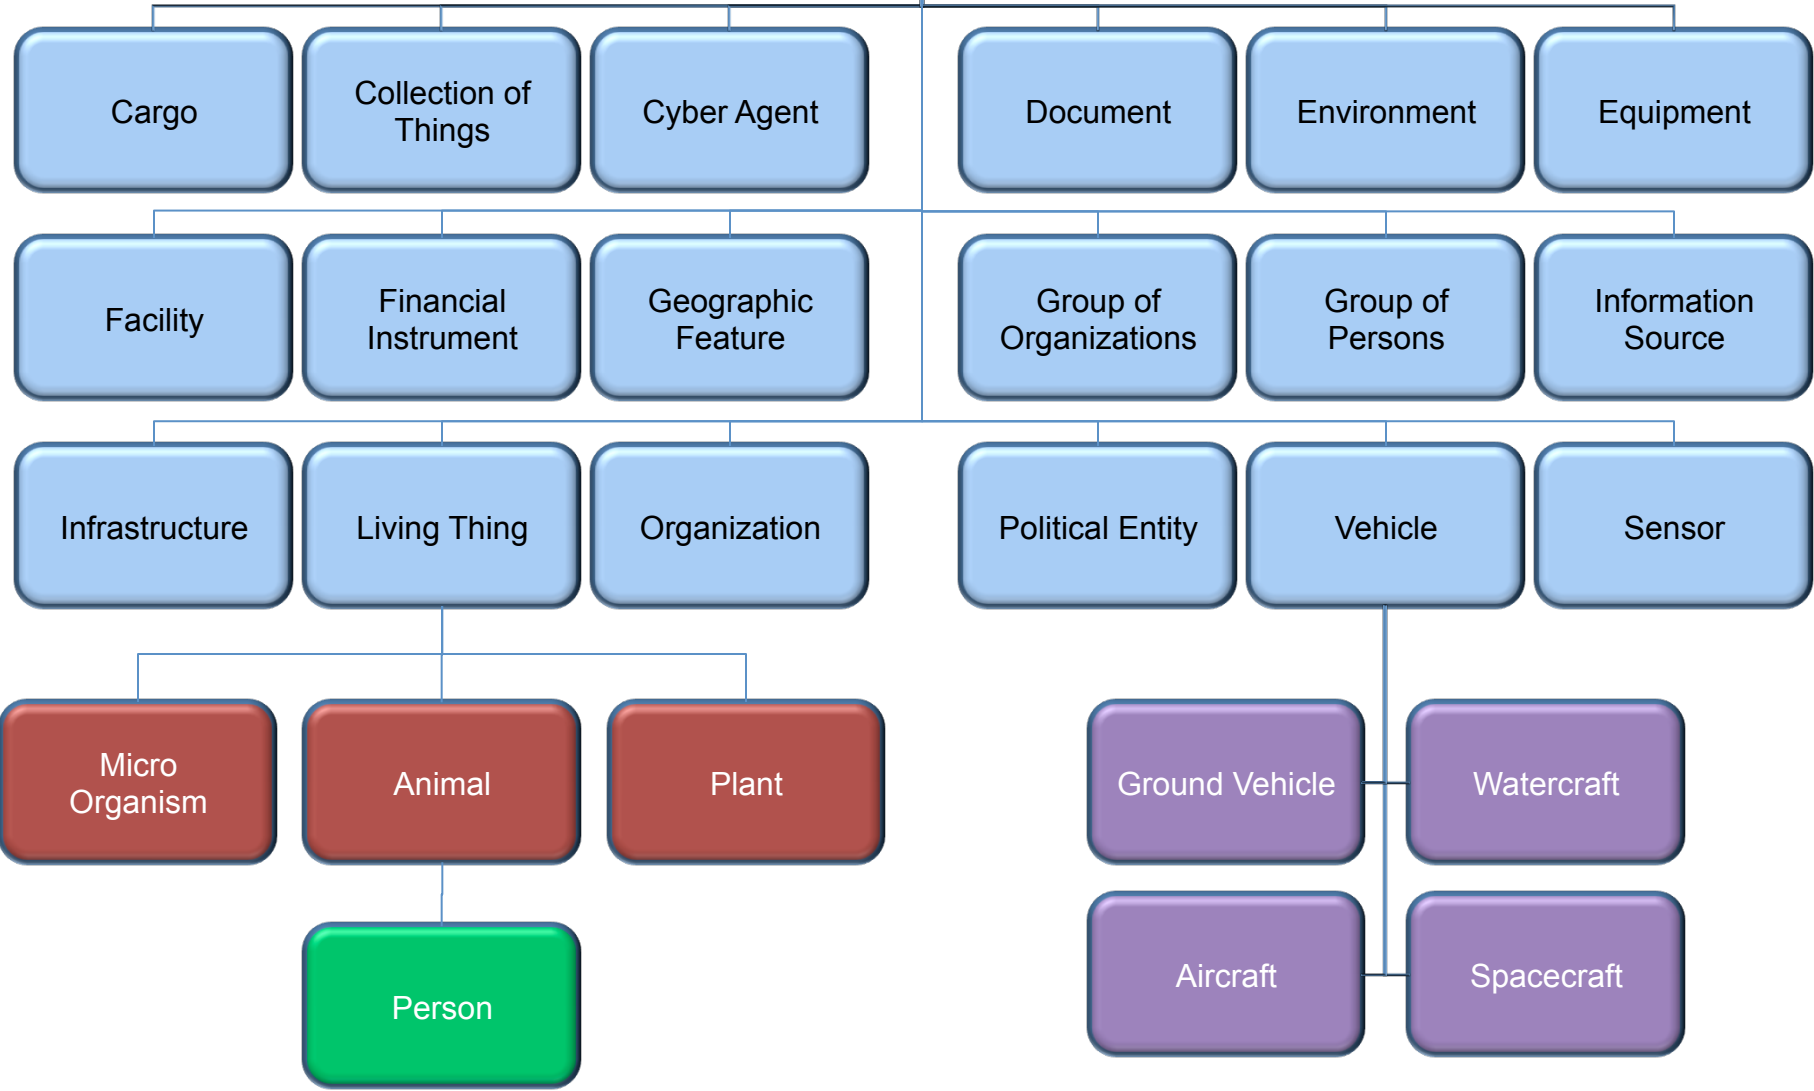 Cargo
Collection of
Things
Cyber Agent
Document
Environment
Equipment
Facility
Financial
Instrument
Geographic
Feature
Group of
Organizations
Group of
Persons
Information
Source
Infrastructure
Living Thing
Organization
Political Entity
Vehicle
Sensor
Micro
Organism
Animal
Plant
Ground Vehicle
Watercraft
Aircraft
Spacecraft
Person